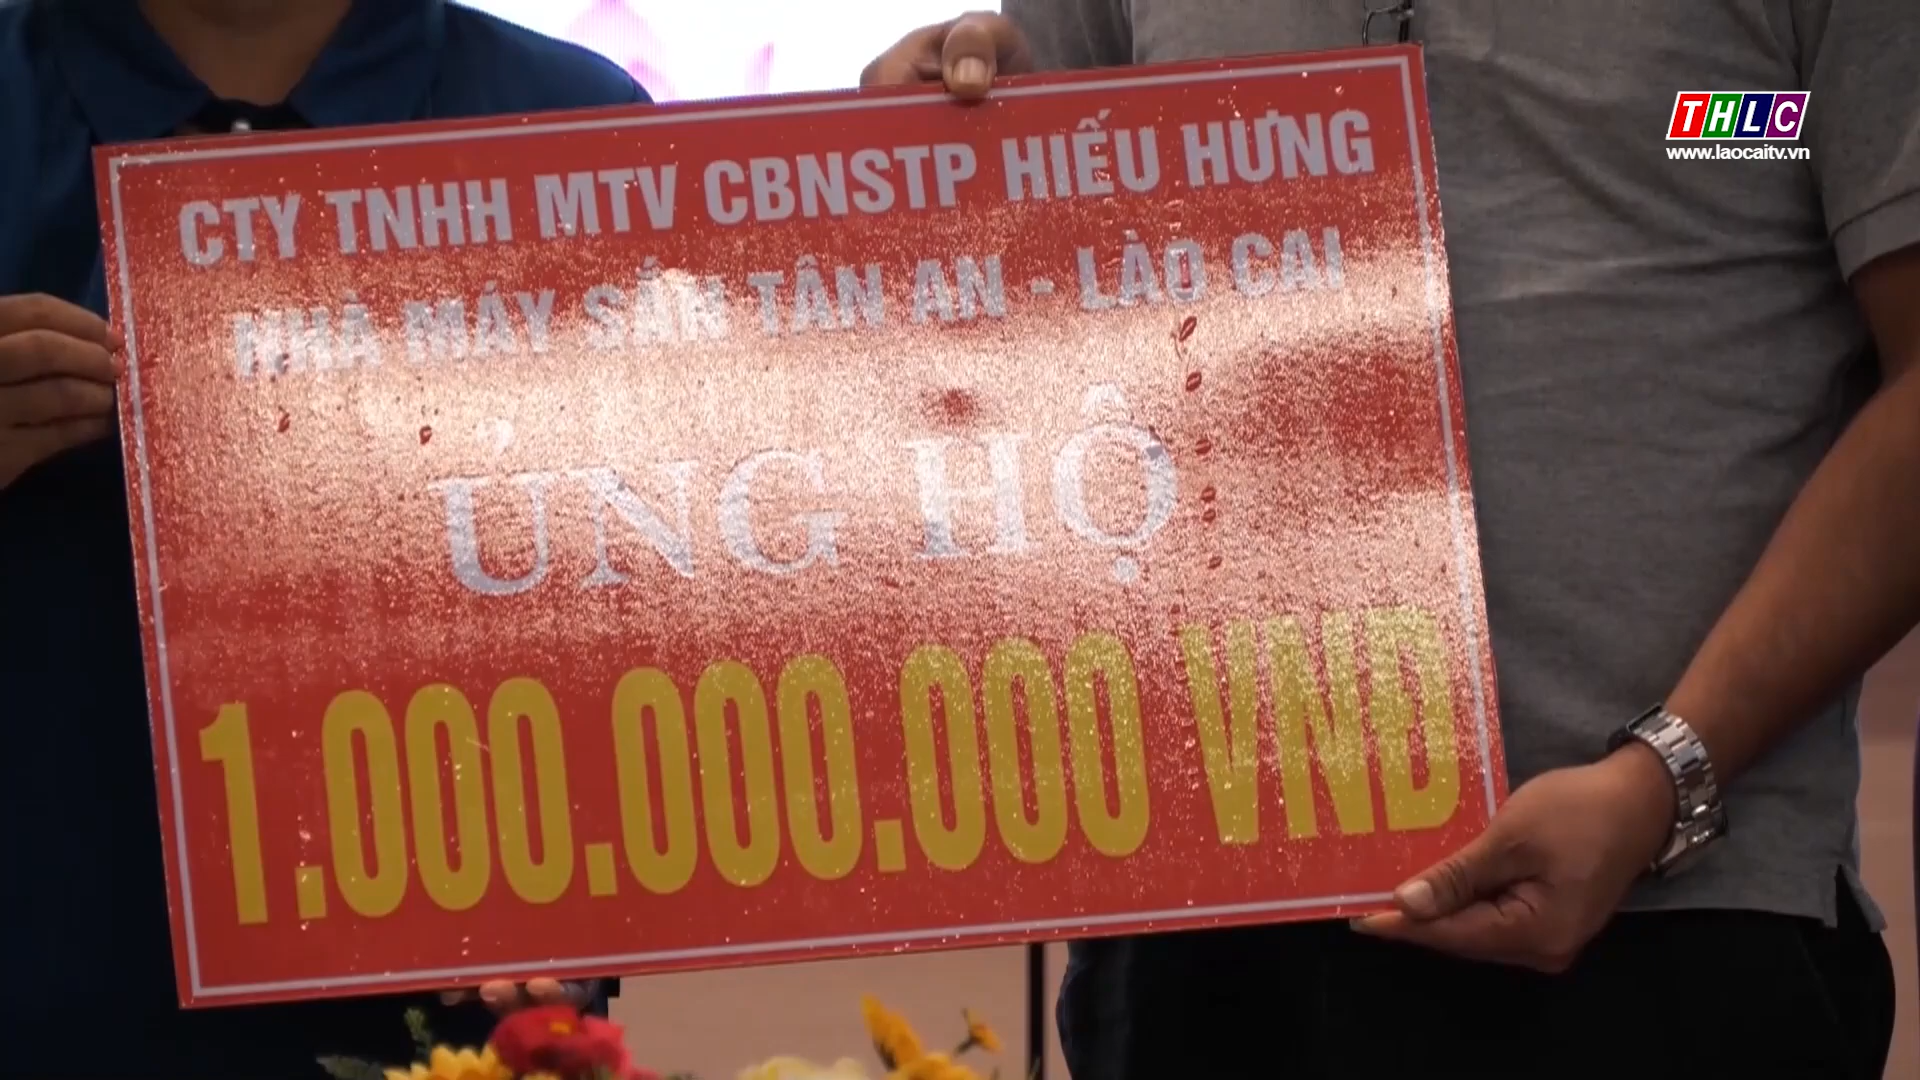 THLC
www.laocaitv.vn
CTY TNHH MTV CBNSTP HIẾU HƯNG
NHÀ MÁY SẮN TÂN AN - LÀO CAI
ỦNG HỘ
1.000.000.000 VNĐ